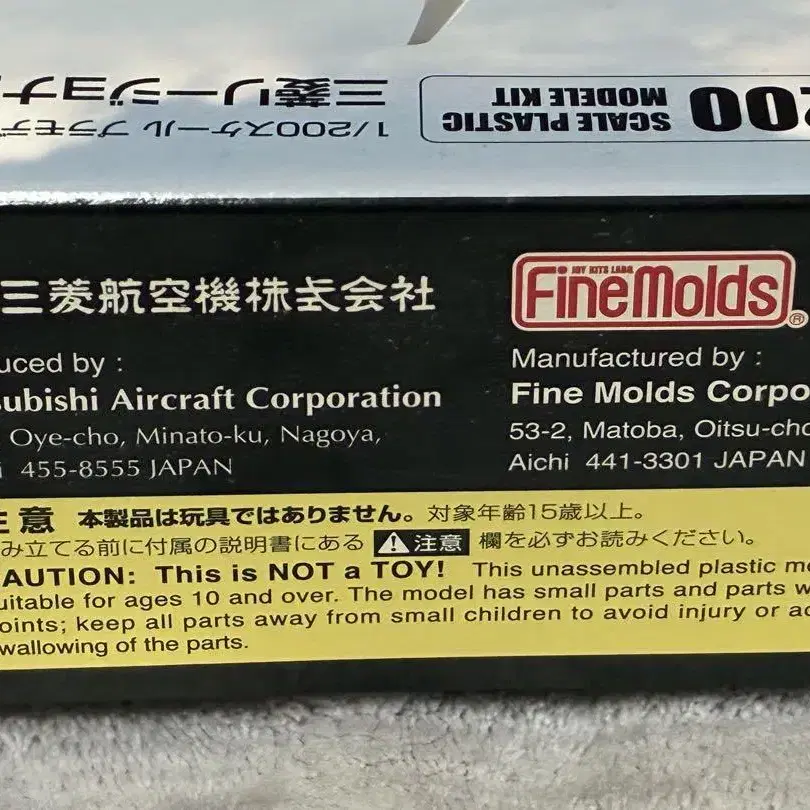 200
SCALE PLASTIC
MODELE KIT
1/200スケール プラモデ
三菱リージョナ
三菱航空機株式会社
uced by :
subishi Aircraft Corporation
Oye-cho, Minato-ku, Nagoya,
455-8555 JAPAN
JOY KITS LABO
FineMolds®
Manufactured by :
Fine Molds Corpo
53-2, Matoba, Oitsu-cho
Aichi 441-3301 JAPAN
注意 本製品は玩具ではありません。対象年齢15歳以上。
み立てる前に付属の説明書にある ⚠注意 欄を必ずお読みください。
AUTION: This is NOT a TOY! This unassembled plastic mo
uitable for ages 10 and over. The model has small parts and parts w
oints; keep all parts away from small children to avoid injury or ac
wallowing of the parts.